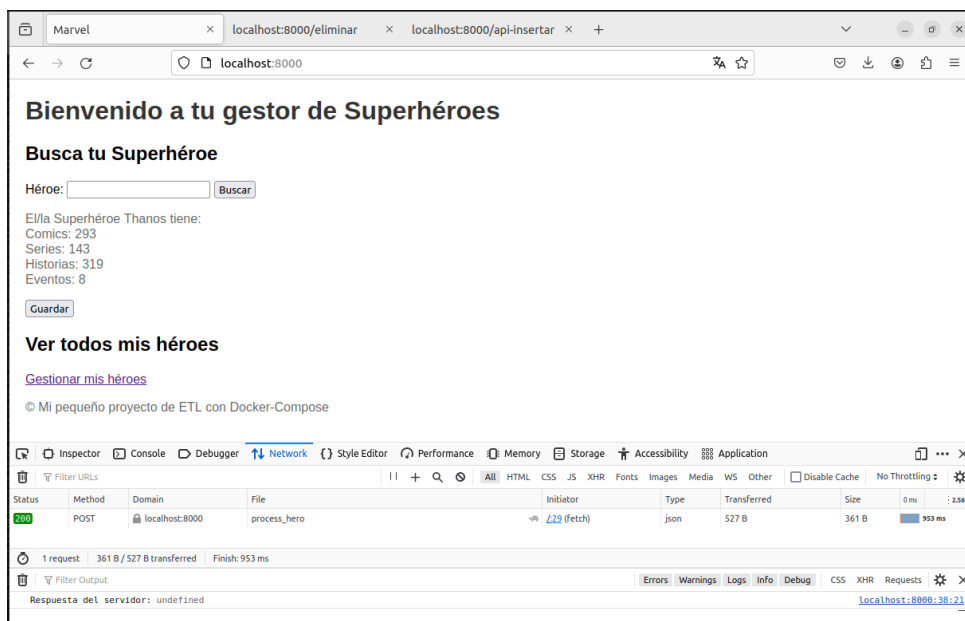 Marvel
localhost:8000/eliminar
localhost:8000/api-insertar
localhost:8000
Bienvenido a tu gestor de Superhéroes
Busca tu Superhéroe
Héroe: Buscar
El/la Superhéroe Thanos tiene:
Comics: 293
Series: 143
Historias: 319
Eventos: 8
Guardar
Ver todos mis héroes
Gestionar mis héroes
© Mi pequeño proyecto de ETL con Docker-Compose
Inspector Console Debugger Network Style Editor Performance Memory Storage Accessibility Application
Filter URLs All HTML CSS JS XHR Fonts Images Media WS Other Disable Cache No Throttling
Status Method Domain File Initiator Type Transferred Size 0 ms 2.56
200 POST localhost:8000 process_hero /:29 (fetch) json 527 B 361 B 953 ms
1 request 361 B / 527 B transferred Finish: 953 ms
Filter Output Errors Warnings Logs Info Debug CSS XHR Requests
Respuesta del servidor: undefined localhost:8000:38:21